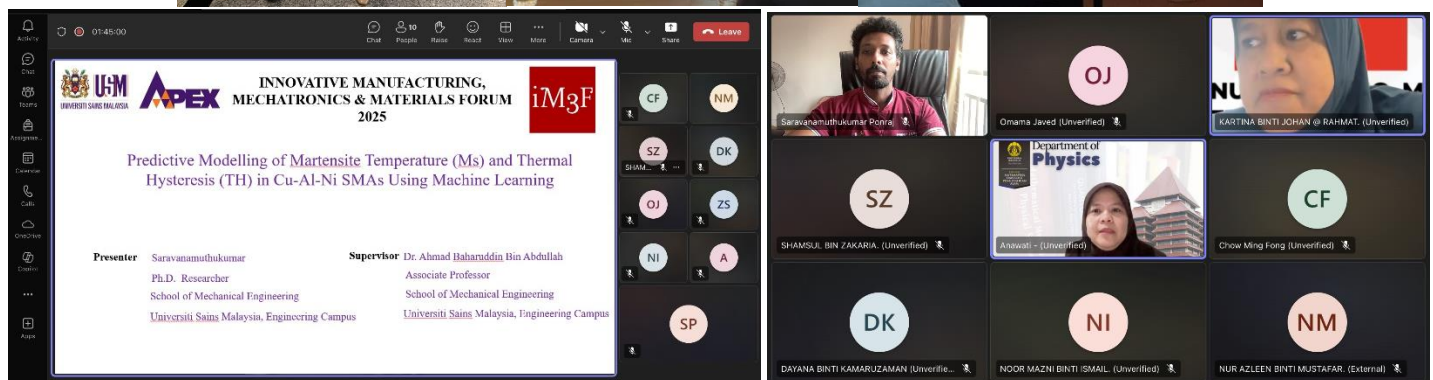 01:45:00
10
Chat
People
Raise
React
View
More
Camera
Mic
Share
Leave
Activity
Chat
Teams
Assignme...
Calendar
Calls
OneDrive
Copilot
Apps
USM
UNIVERSITI SAINS MALAYSIA
APEX
INNOVATIVE MANUFACTURING,
MECHATRONICS & MATERIALS FORUM
2025
iM3F
Predictive Modelling of Martensite Temperature (Ms) and Thermal
Hysteresis (TH) in Cu-Al-Ni SMAs Using Machine Learning
Presenter Saravanamuthukumar
Ph.D. Researcher
School of Mechanical Engineering
Universiti Sains Malaysia, Engineering Campus
Supervisor Dr. Ahmad Baharuddin Bin Abdullah
Associate Professor
School of Mechanical Engineering
Universiti Sains Malaysia, Engineering Campus
CF
NM
SZ
SHAM...
DK
OJ
ZS
NI
A
SP
Saravanamuthukumar Ponraj
OJ
Omama Javed (Unverified)
NU
KARTINA BINTI JOHAN @ RAHMAT. (Unverified)
SZ
SHAMSUL BIN ZAKARIA. (Unverified)
Department of
Physics
Anawati - (Unverified)
CF
Chow Ming Fong (Unverified)
DK
DAYANA BINTI KAMARUZAMAN (Unverifie...
NI
NOOR MAZNI BINTI ISMAIL. (Unverified)
NM
NUR AZLEEN BINTI MUSTAFAR. (External)